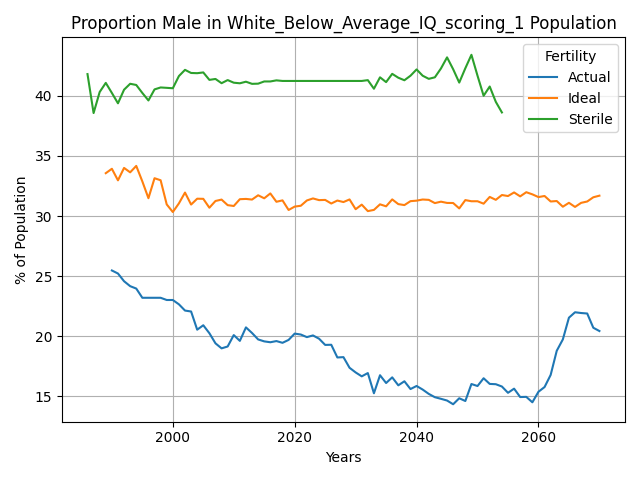 Proportion Male in White_Below_Average_IQ_scoring_1 Population
% of Population
40
35
30
25
20
15
Fertility
Actual
Ideal
Sterile
2000
2020
2040
2060
Years